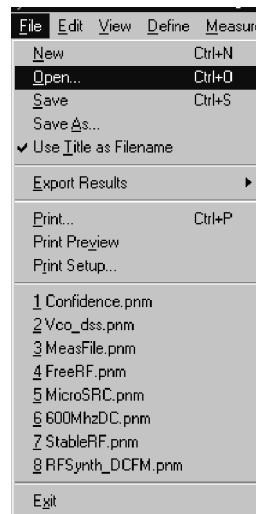 File Edit View Define Measur
New Ctrl+N
Open... Ctrl+O
Save Ctrl+S
Save As...
Use Title as Filename
Export Results
Print... Ctrl+P
Print Preview
Print Setup...
1 Confidence.pnm
2 Vco_dss.pnm
3 MeasFile.pnm
4 FreeRF.pnm
5 MicroSRC.pnm
6 600MhzDC.pnm
7 StableRF.pnm
8 RFSynth_DCFM.pnm
Exit